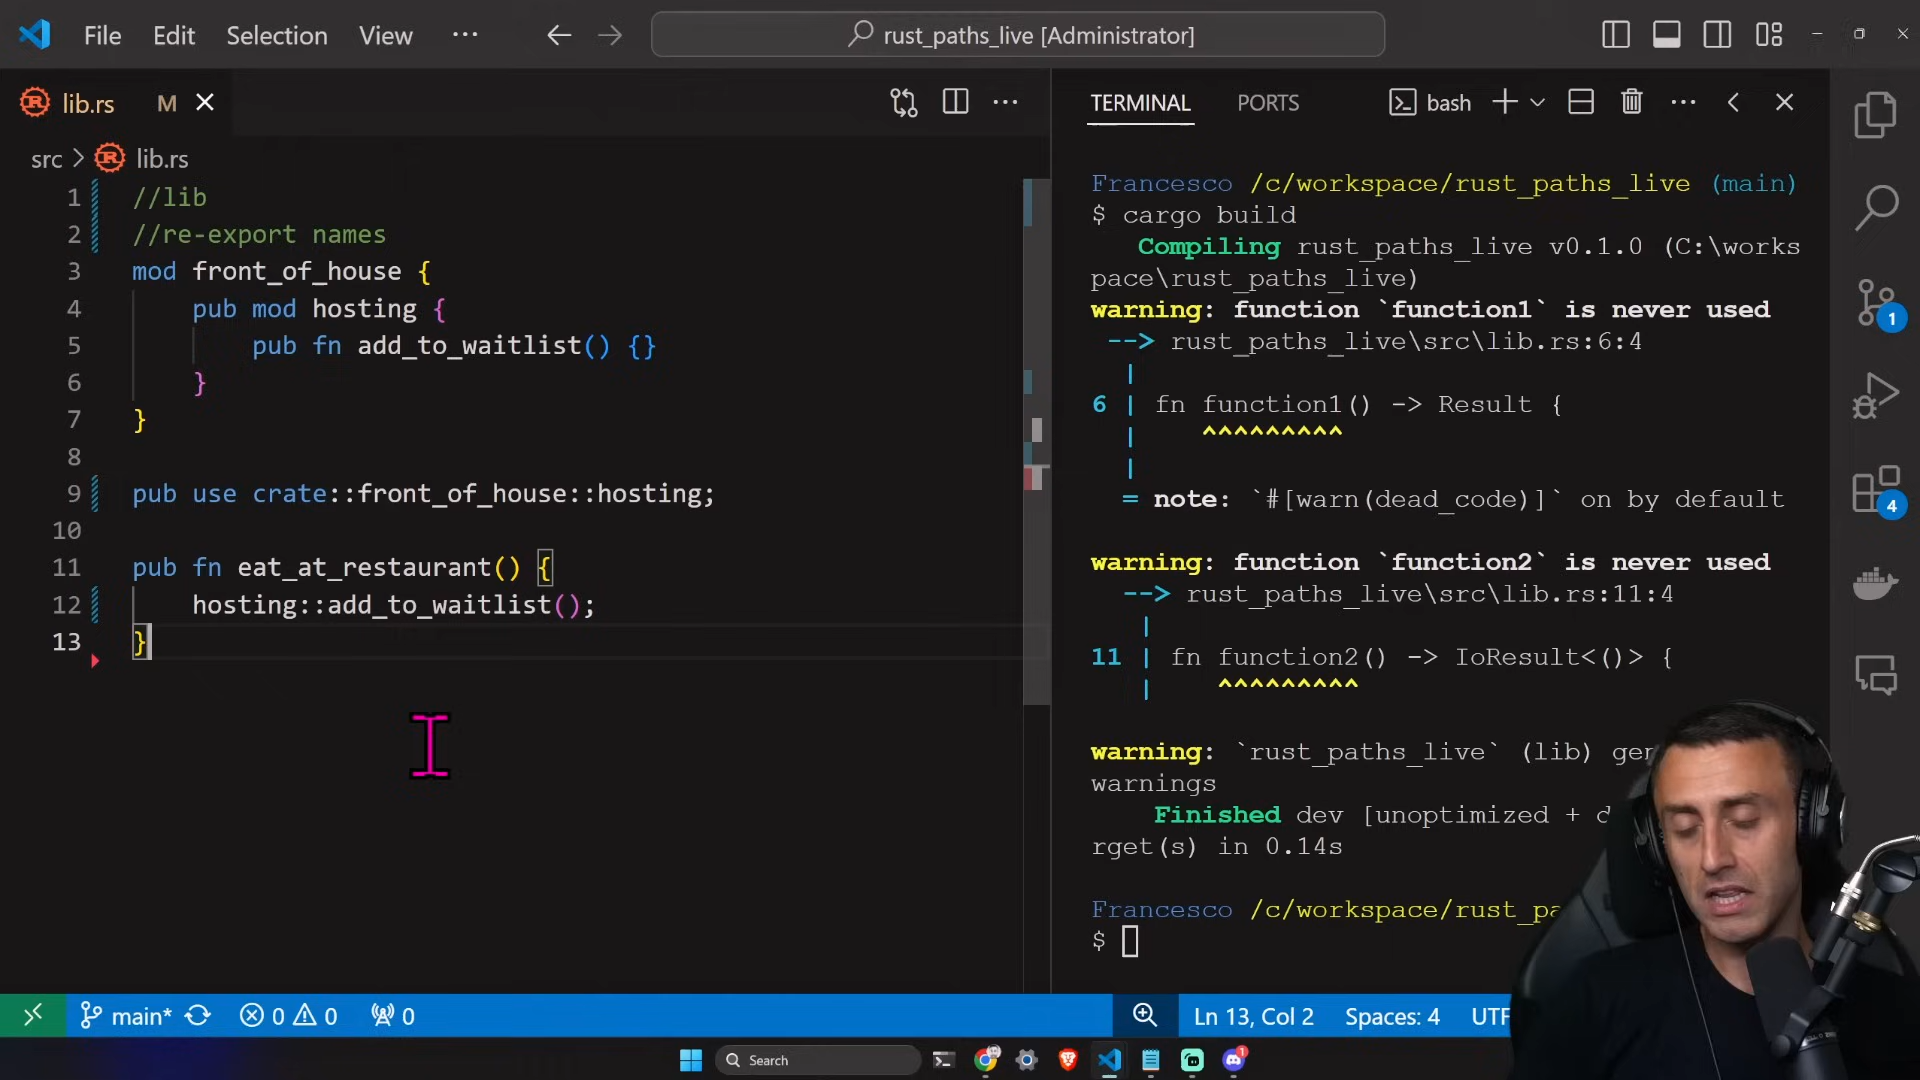 File Edit Selection View ··· rust_paths_live [Administrator]
lib.rs M
TERMINAL PORTS bash
src > lib.rs
1 //lib
2 //re-export names
3 mod front_of_house {
4 pub mod hosting {
5 pub fn add_to_waitlist() {}
6 }
7 }
8
9 pub use crate::front_of_house::hosting;
10
11 pub fn eat_at_restaurant() {
12 hosting::add_to_waitlist();
13 }
Francesco /c/workspace/rust_paths_live (main)
$ cargo build
Compiling rust_paths_live v0.1.0 (C:\works
pace\rust_paths_live)
warning: function `function1` is never used
--> rust_paths_live\src\lib.rs:6:4
|
6 | fn function1() -> Result {
| ^^^^^^^^^
|
= note: `#[warn(dead_code)]` on by default
warning: function `function2` is never used
--> rust_paths_live\src\lib.rs:11:4
|
11 | fn function2() -> IoResult<()> {
| ^^^^^^^^^
warning: `rust_paths_live` (lib) gen
warnings
Finished dev [unoptimized + d
rget(s) in 0.14s
Francesco /c/workspace/rust_pa
$
1
4
main* 0 0 0 Ln 13, Col 2 Spaces: 4 UTF
Search
1